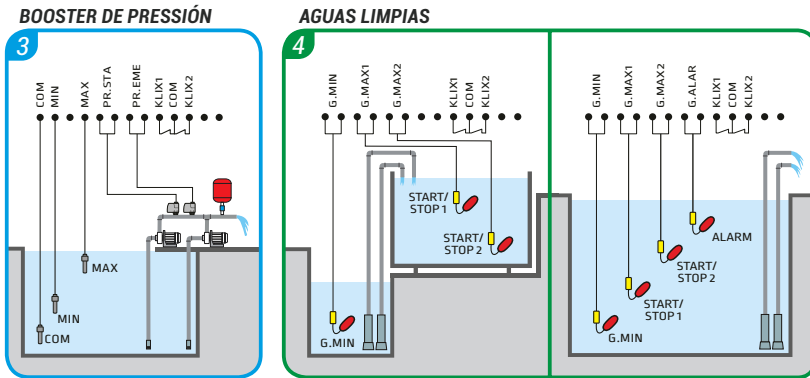 BOOSTER DE PRESIÓN
3
COM
MIN
MAX
PR.STA
PR.EME
KLIX1
COM
KLIX2
MAX
MIN
COM
AGUAS LIMPIAS
4
G.MIN
G.MAX1
G.MAX2
KLIX1
COM
KLIX2
START/
STOP 1
START/
STOP 2
G.MIN
G.MIN
G.MAX1
G.MAX2
G.ALAR
KLIX1
COM
KLIX2
ALARM
START/
STOP 2
START/
STOP 1
G.MIN